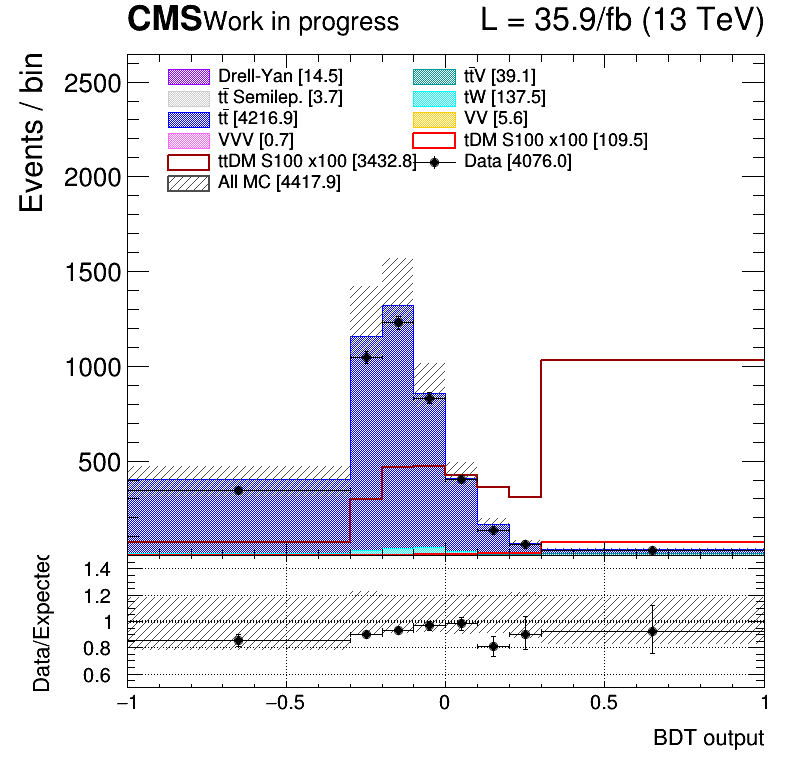 CMS Work in progress L = 35.9/fb (13 TeV)
Events / bin
2500
2000
1500
1000
500
Drell-Yan [14.5] tt̄V [39.1]
tt̄ Semilep. [3.7] tW [137.5]
tt̄ [4216.9] VV [5.6]
VVV [0.7] tDM S100 x100 [109.5]
ttDM S100 x100 [3432.8] Data [4076.0]
All MC [4417.9]
Data/Expected
1.4
1.2
1
0.8
0.6
−1 −0.5 0 0.5 1
BDT output